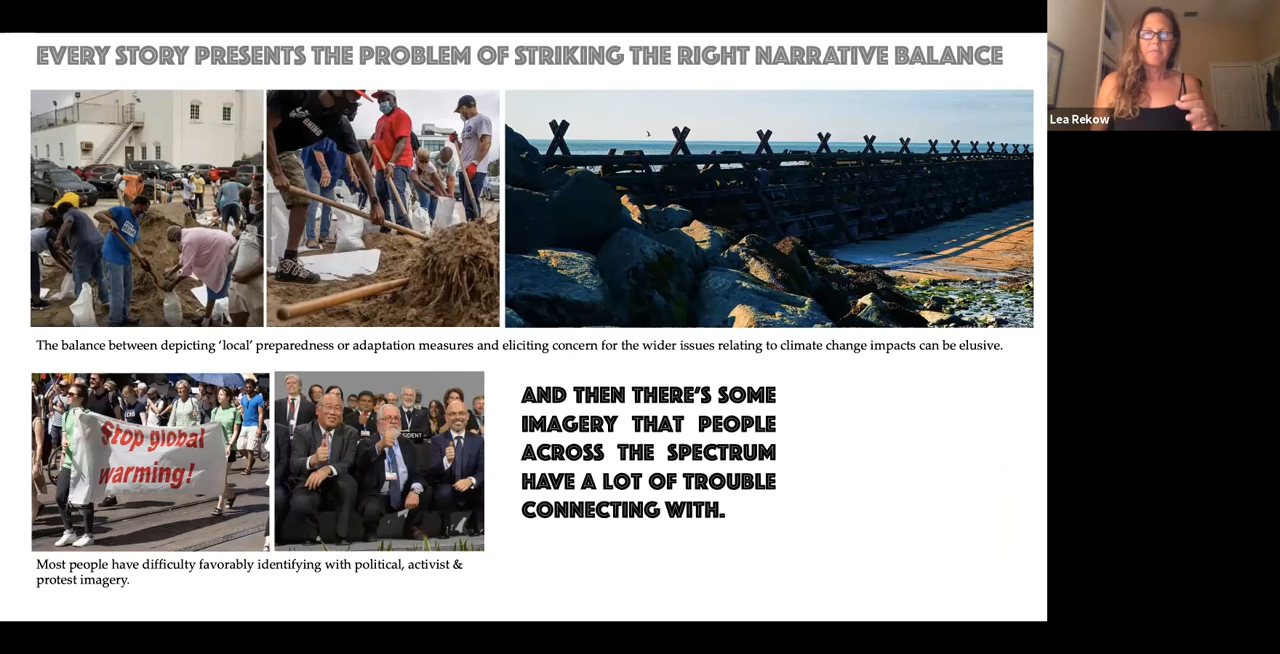 EVERY STORY PRESENTS THE PROBLEM OF STRIKING THE RIGHT NARRATIVE BALANCE
Lea Rekow
The balance between depicting ‘local’ preparedness or adaptation measures and eliciting concern for the wider issues relating to climate change impacts can be elusive.
Stop global
warming!
AND THEN THERE’S SOME
IMAGERY THAT PEOPLE
ACROSS THE SPECTRUM
HAVE A LOT OF TROUBLE
CONNECTING WITH.
Most people have difficulty favorably identifying with political, activist &
protest imagery.